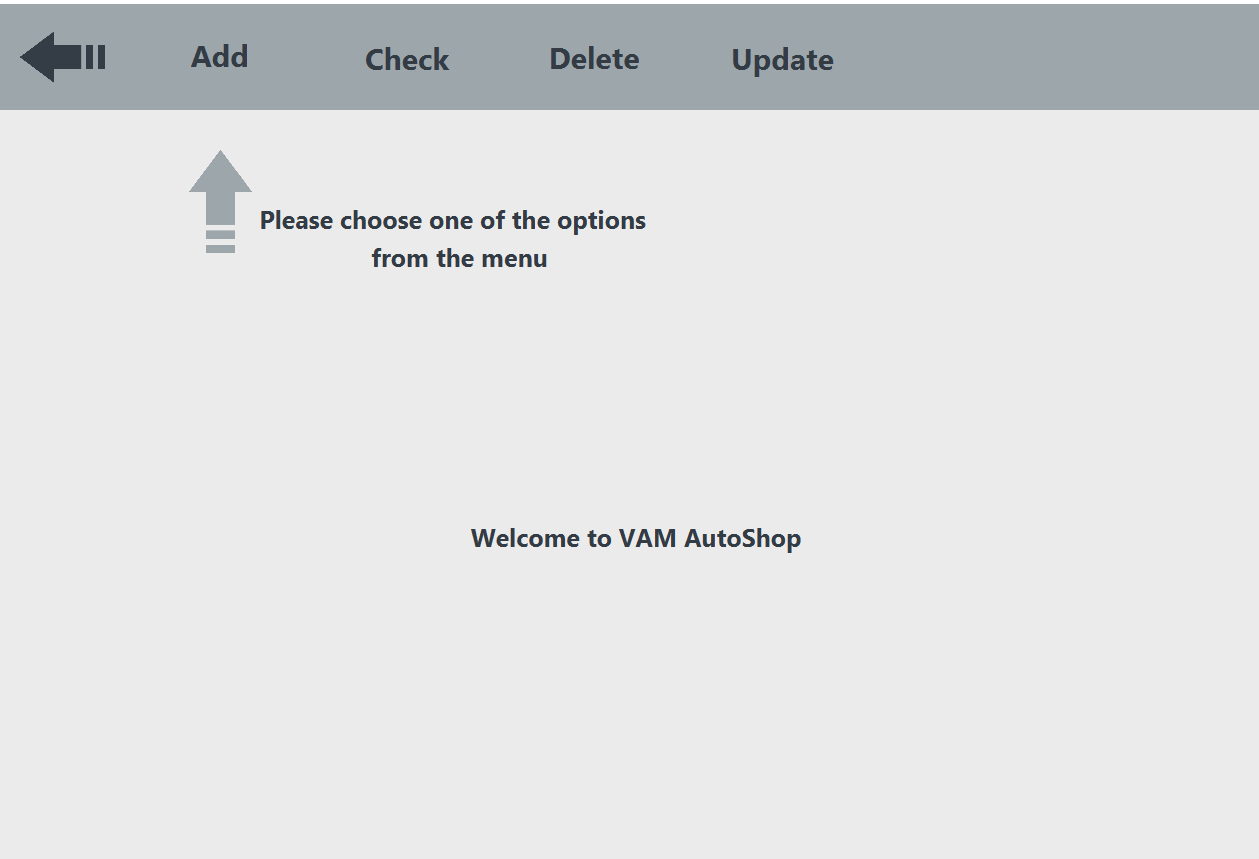 Add
Check
Delete
Update
Please choose one of the options
from the menu
Welcome to VAM AutoShop